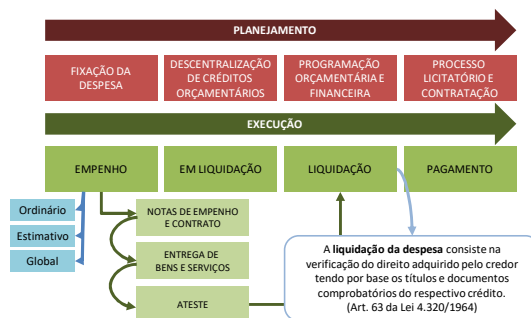 PLANEJAMENTO
FIXAÇÃO DA
DESPESA
DESCENTRALIZAÇÃO
DE CRÉDITOS
ORÇAMENTÁRIOS
PROGRAMAÇÃO
ORÇAMENTÁRIA E
FINANCEIRA
PROCESSO
LICITATÓRIO E
CONTRATAÇÃO
EXECUÇÃO
EMPENHO
EM LIQUIDAÇÃO
LIQUIDAÇÃO
PAGAMENTO
Ordinário
Estimativo
Global
NOTAS DE EMPENHO
E CONTRATO
ENTREGA DE
BENS E SERVIÇOS
ATESTE
A liquidação da despesa consiste na
verificação do direito adquirido pelo credor
tendo por base os títulos e documentos
comprobatórios do respectivo crédito.
(Art. 63 da Lei 4.320/1964)